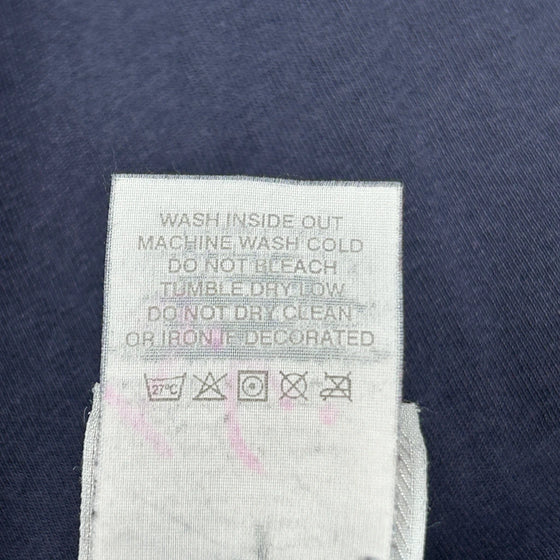 WASH INSIDE OUT
MACHINE WASH COLD
DO NOT BLEACH
TUMBLE DRY LOW
DO NOT DRY CLEAN
OR IRON IF DECORATED
27°C